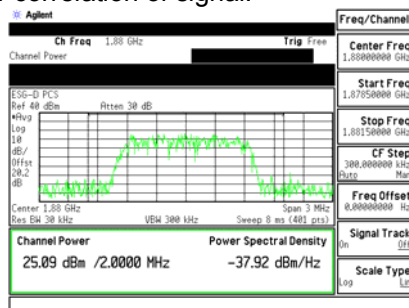 correlation of signal.
Agilent
Freq/Channel
Ch Freq 1.88 GHz Trig Free
Channel Power
Center Freq
1.88000000 GHz
Start Freq
1.87850000 GHz
Stop Freq
1.88150000 GHz
CF Step
300.000000 kHz
Auto Man
Freq Offset
0.00000000 Hz
Signal Track
On Off
Scale Type
Log Lin
ESG-D PCS
Ref 40 dBm Atten 30 dB
#Avg
Log
10
dB/
Offst
20.2
dB
Center 1.88 GHz Span 3 MHz
Res BW 30 kHz VBW 300 kHz Sweep 8 ms (401 pts)
Channel Power Power Spectral Density
25.09 dBm /2.0000 MHz -37.92 dBm/Hz